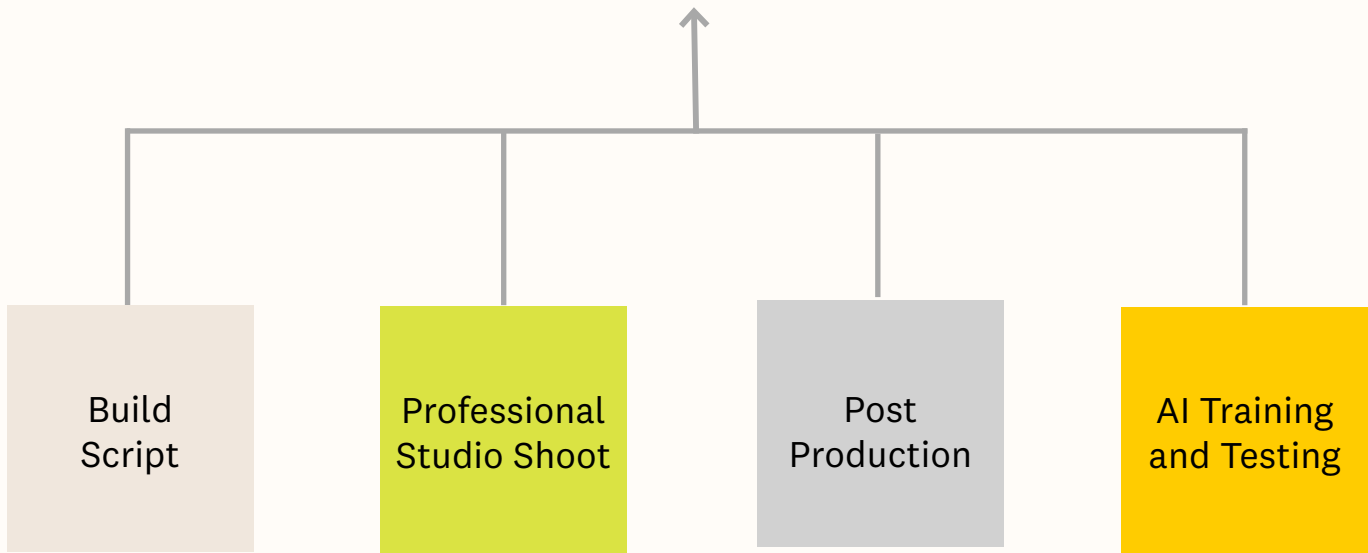 Build
Script
Professional
Studio Shoot
Post
Production
AI Training
and Testing